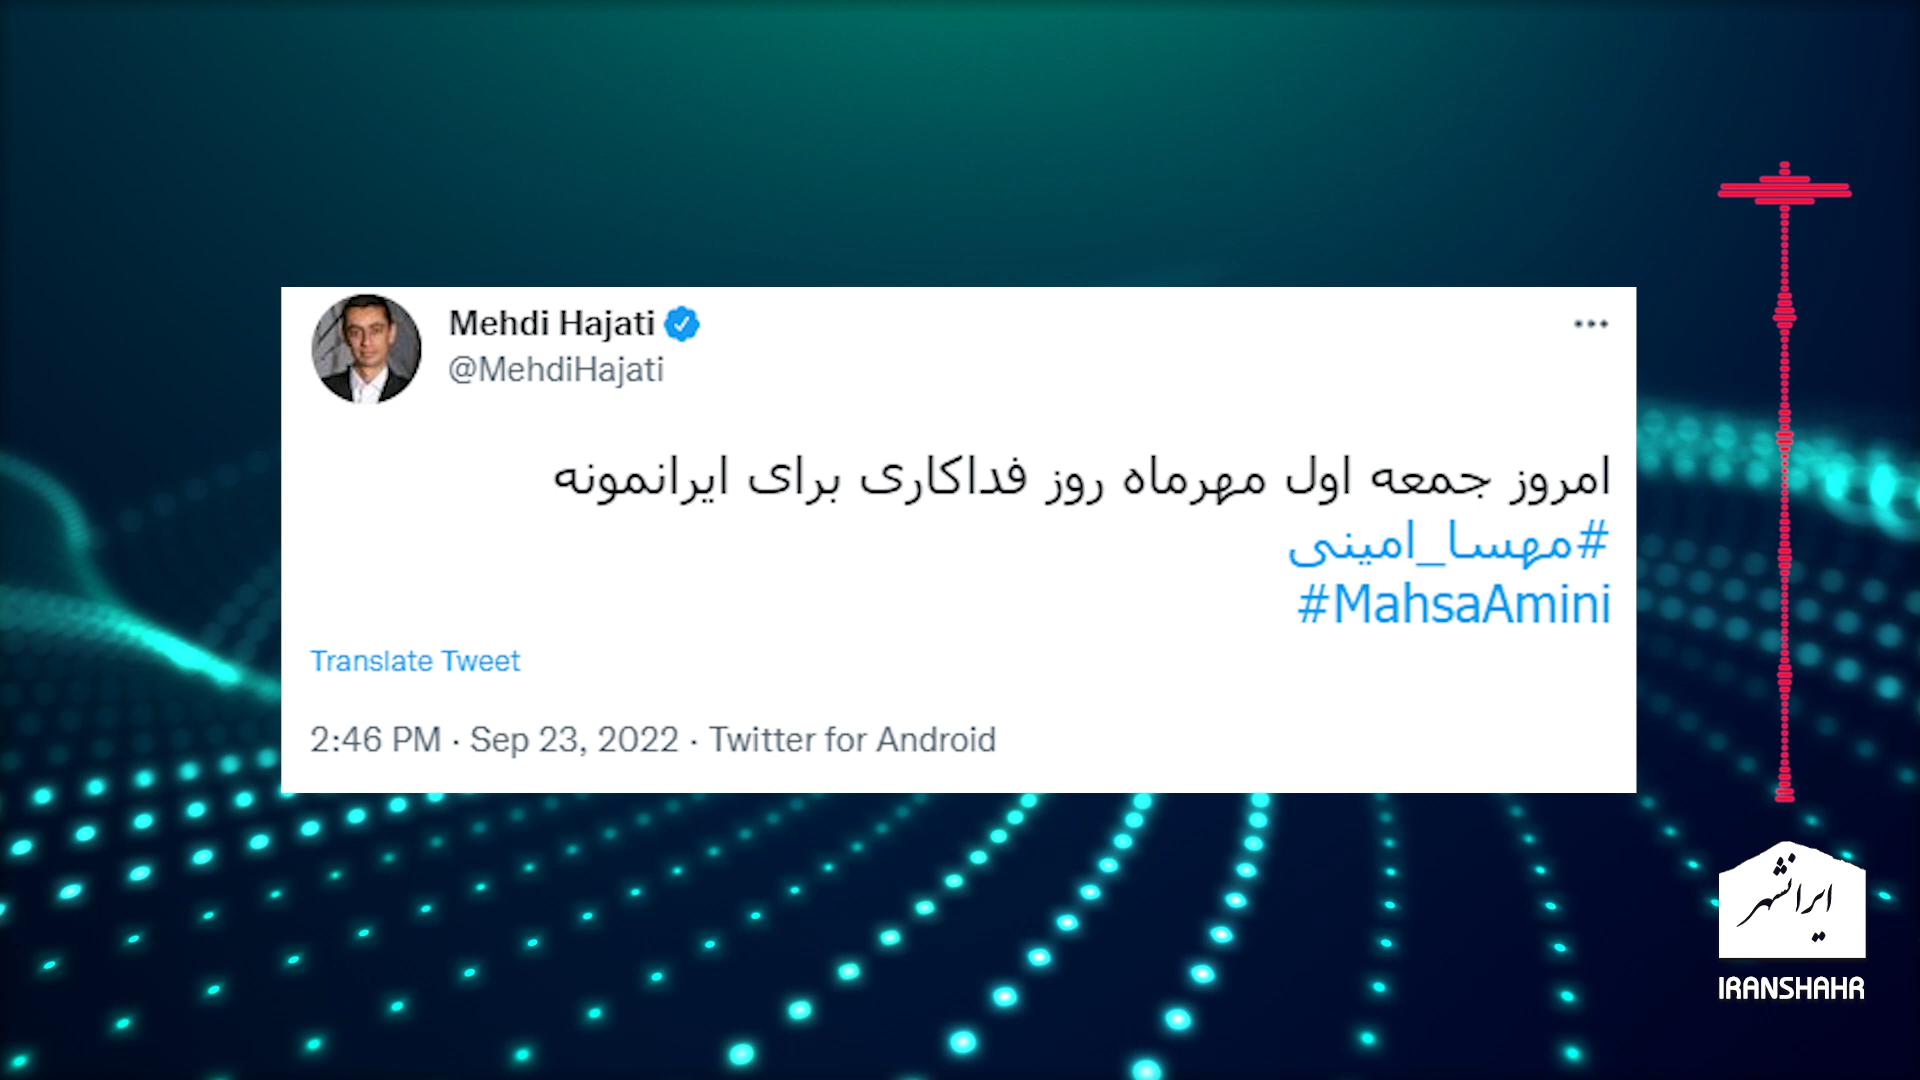 Mehdi Hajati
@MehdiHajati
امروز جمعه اول مهرماه روز فداکاری برای ایرانمونه
#مهسا_امینی
#MahsaAmini
Translate Tweet
2:46 PM · Sep 23, 2022 · Twitter for Android
ایرانشهر
IRANSHAHR